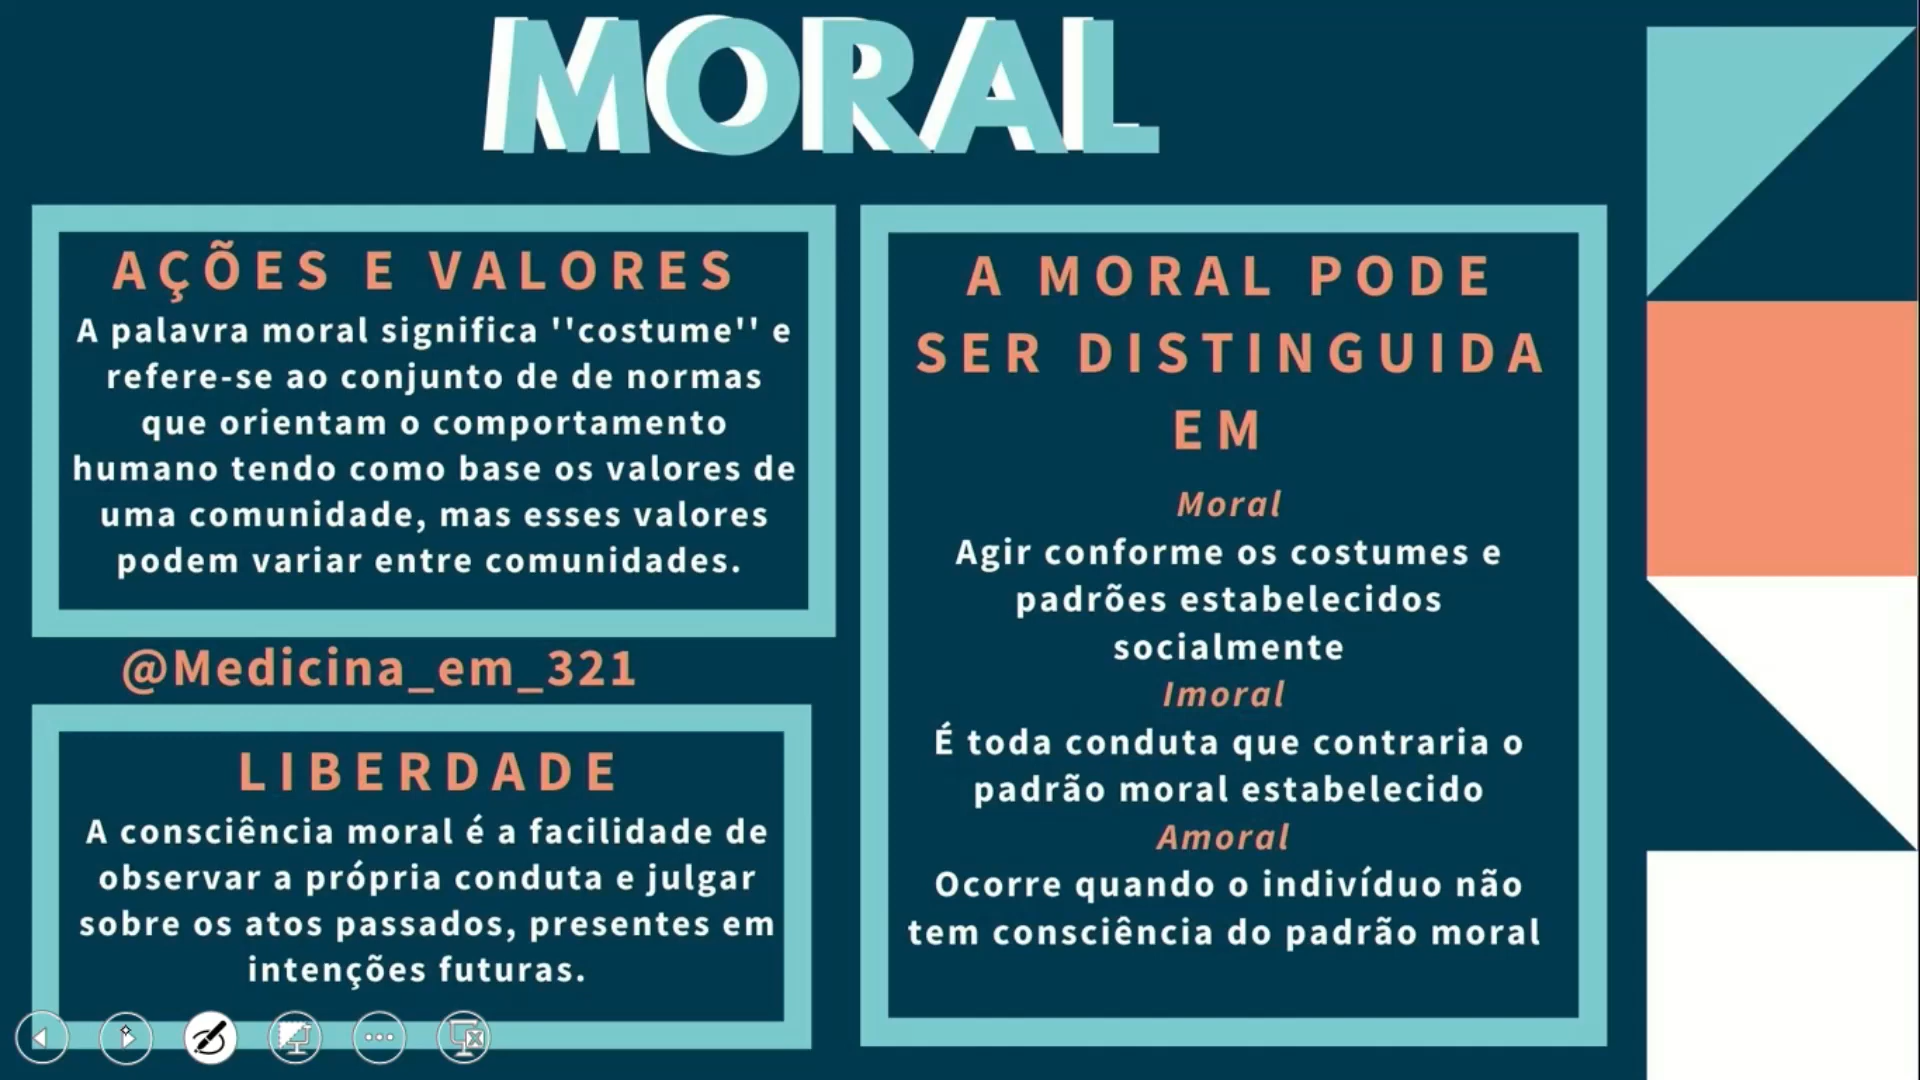 MORAL
AÇÕES E VALORES
A palavra moral significa ''costume'' e
refere-se ao conjunto de de normas
que orientam o comportamento
humano tendo como base os valores de
uma comunidade, mas esses valores
podem variar entre comunidades.
@Medicina_em_321
LIBERDADE
A consciência moral é a facilidade de
observar a própria conduta e julgar
sobre os atos passados, presentes em
intenções futuras.
A MORAL PODE
SER DISTINGUIDA
EM
Moral
Agir conforme os costumes e
padrões estabelecidos
socialmente
Imoral
É toda conduta que contraria o
padrão moral estabelecido
Amoral
Ocorre quando o indivíduo não
tem consciência do padrão moral